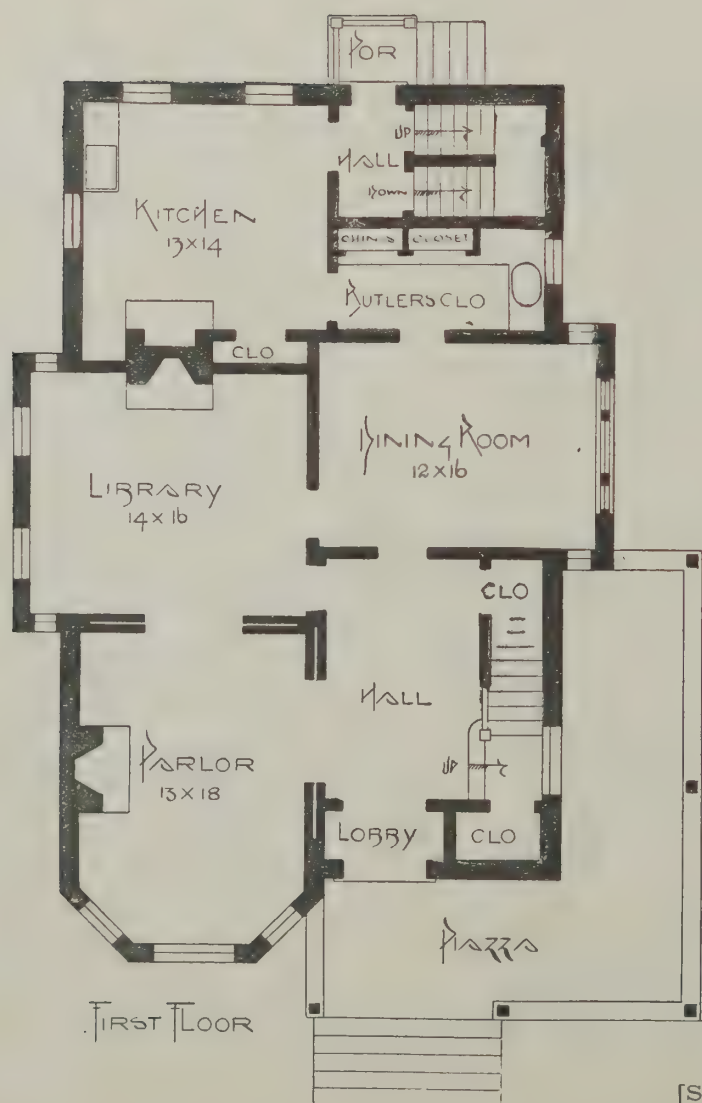 POR
UP
HALL
DOWN
KITCHEN
13X14
CHINA CLOSET
BUTLERS CLO
CLO
DINING ROOM
12X16
LIBRARY
14X16
CLO
HALL
PARLOR
13X18
UP
LOBBY
CLO
PIAZZA
FIRST FLOOR
[S